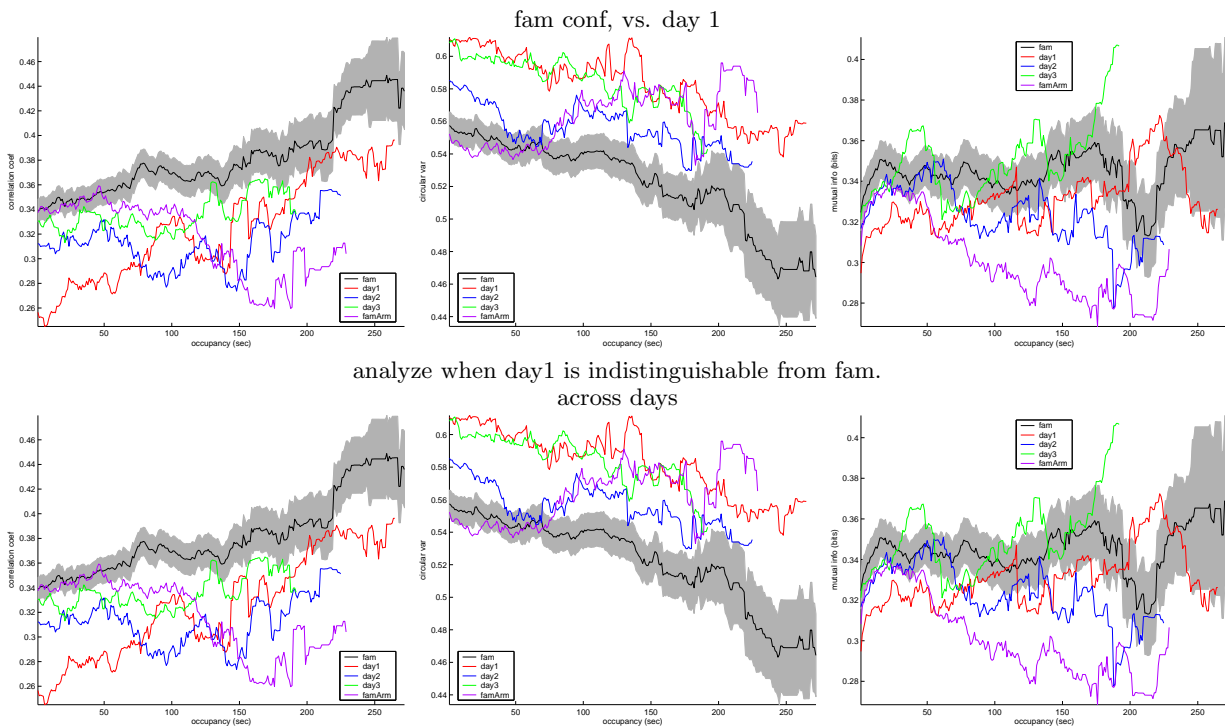 fam conf, vs. day 1
0.46
0.44
0.42
0.4
0.38
0.36
0.34
0.32
0.3
0.28
0.26
correlation coef
50
100
150
200
250
occupancy (sec)
fam
day1
day2
day3
famArm
0.6
0.58
0.56
0.54
0.52
0.5
0.48
0.46
0.44
circular var
50
100
150
200
250
occupancy (sec)
fam
day1
day2
day3
famArm
0.4
0.38
0.36
0.34
0.32
0.3
0.28
mutual info (bits)
50
100
150
200
250
occupancy (sec)
fam
day1
day2
day3
famArm
analyze when day1 is indistinguishable from fam.
across days
0.46
0.44
0.42
0.4
0.38
0.36
0.34
0.32
0.3
0.28
0.26
correlation coef
50
100
150
200
250
occupancy (sec)
fam
day1
day2
day3
famArm
0.6
0.58
0.56
0.54
0.52
0.5
0.48
0.46
0.44
circular var
50
100
150
200
250
occupancy (sec)
fam
day1
day2
day3
famArm
0.4
0.38
0.36
0.34
0.32
0.3
0.28
mutual info (bits)
50
100
150
200
250
occupancy (sec)
fam
day1
day2
day3
famArm